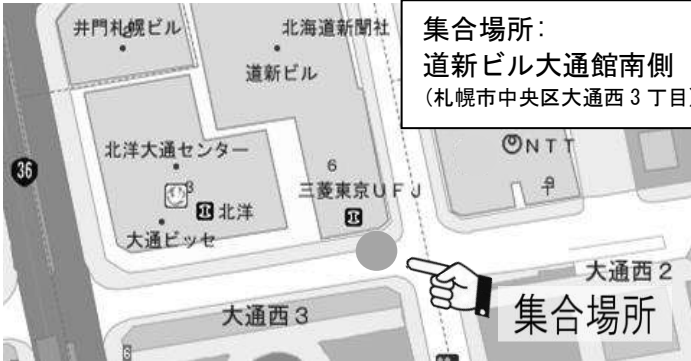 集合場所:
道新ビル大通館南側
(札幌市中央区大通西3丁目)
井門札幌ビル
2
北海道新聞社
道新ビル
NTT
北洋大通センター
36
3
6
北洋
三菱東京UFJ
大通ビッセ
大通西2
大通西3
集合場所
6